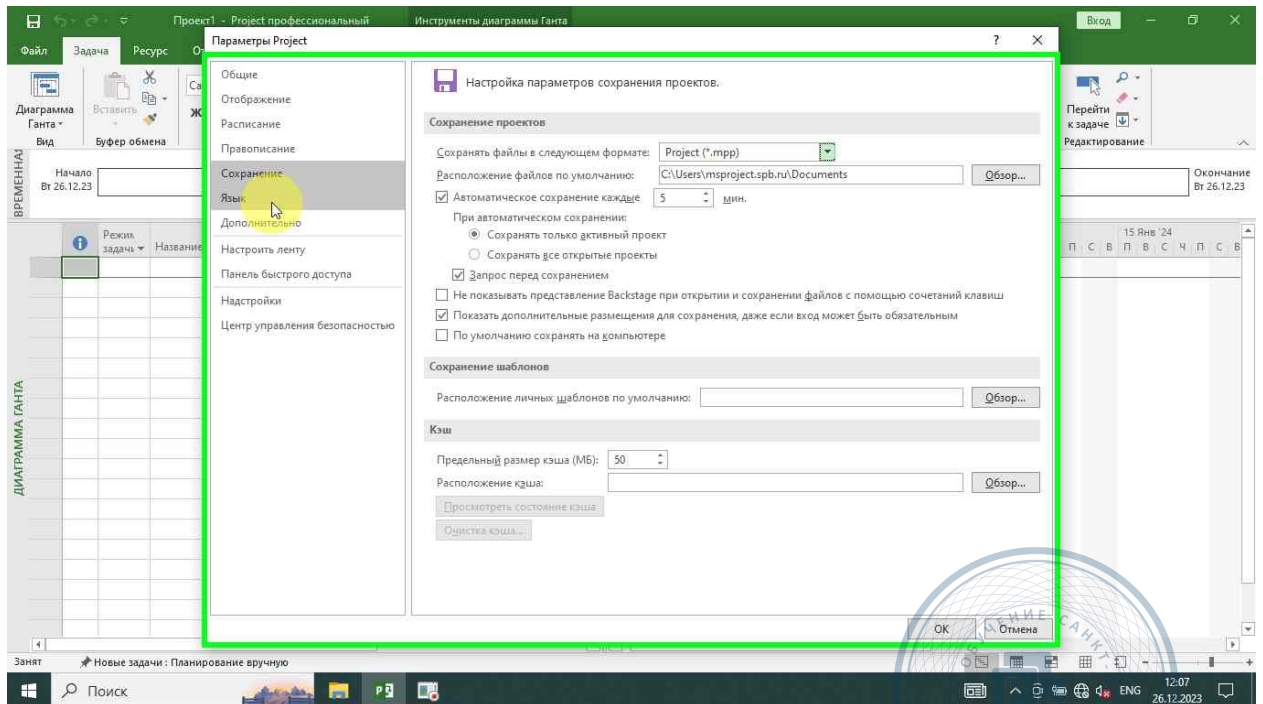 Проект1 - Project профессиональный
Инструменты диаграммы Ганта
Вход
Файл Задача Ресурс
Параметры Project
?
Диаграмма Ганта
Вставить
Ж
Вид
Буфер обмена
Перейти к задаче
Редактирование
Начало
Вт 26.12.23
Окончание
Вт 26.12.23
Режим задачи
Название
15 Янв '24
П С В П В С Ч П С В
ДИАГРАММА ГАНТА
Общие
Отображение
Расписание
Правописание
Сохранение
Язык
Дополнительно
Настроить ленту
Панель быстрого доступа
Надстройки
Центр управления безопасностью
Настройка параметров сохранения проектов.
Сохранение проектов
Сохранять файлы в следующем формате: Project (*.mpp)
Расположение файлов по умолчанию: C:\Users\msproject.spb.ru\Documents Обзор...
Автоматическое сохранение каждые 5 мин.
При автоматическом сохранении:
Сохранять только активный проект
Сохранять все открытые проекты
Запрос перед сохранением
Не показывать представление Backstage при открытии и сохранении файлов с помощью сочетаний клавиш
Показать дополнительные размещения для сохранения, даже если вход может быть обязательным
По умолчанию сохранять на компьютере
Сохранение шаблонов
Расположение личных шаблонов по умолчанию: Обзор...
Кэш
Предельный размер кэша (МБ): 50
Расположение кэша: Обзор...
Просмотреть состояние кэша
Очистка кэша...
ОК Отмена
Занят
Новые задачи : Планирование вручную
Поиск
ENG
12:07
26.12.2023